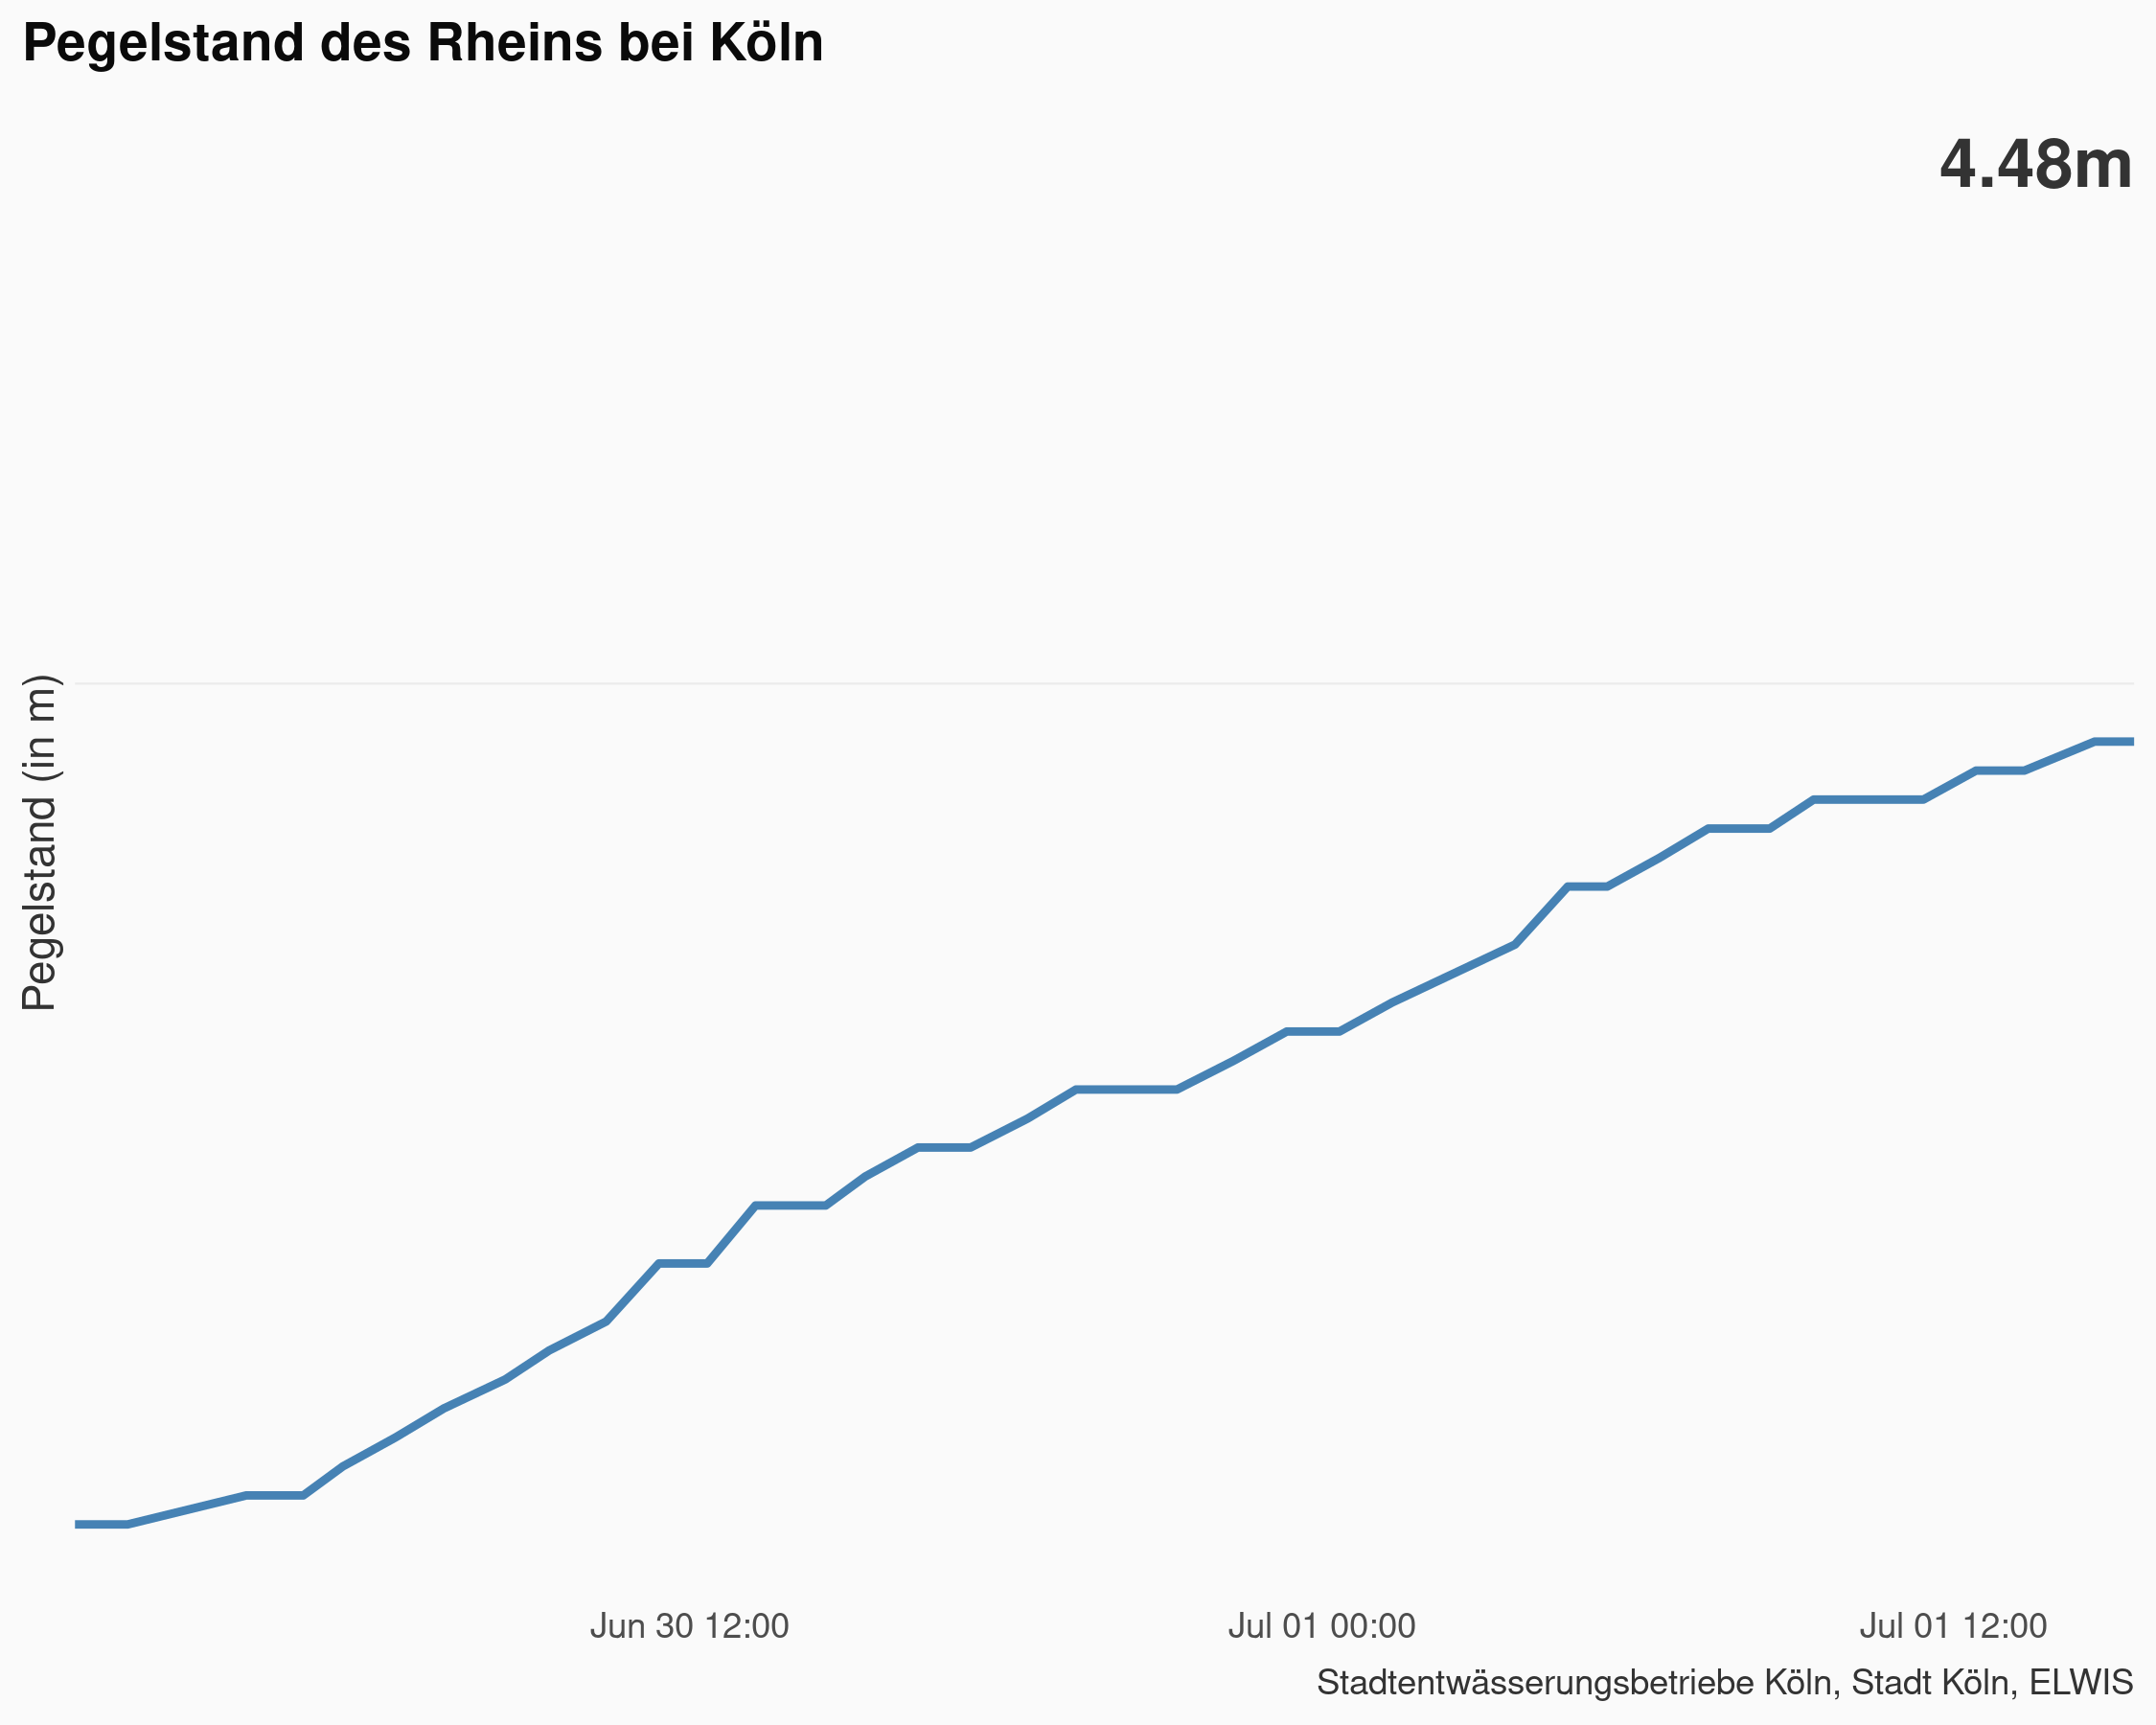 Pegelstand des Rheins bei Köln
4.48m
Pegelstand (in m)
Jun 30 12:00
Jul 01 00:00
Jul 01 12:00
Stadtentwässerungsbetriebe Köln, Stadt Köln, ELWIS